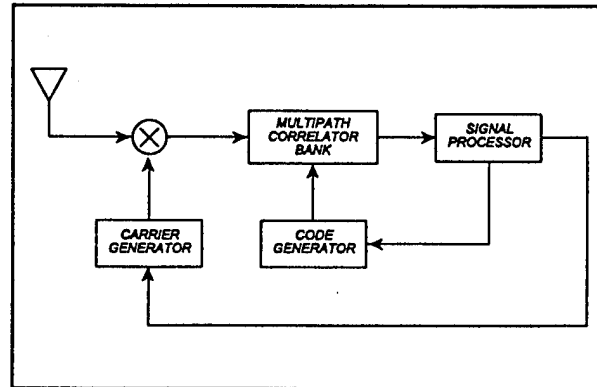 MULTIPATH
CORRELATOR
BANK
SIGNAL
PROCESSOR
CARRIER
GENERATOR
CODE
GENERATOR